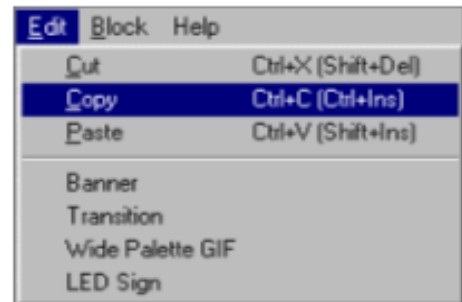 Edit Block Help
Cut Ctrl+X (Shift+Del)
Copy Ctrl+C (Ctrl+Ins)
Paste Ctrl+V (Shift+Ins)
Banner
Transition
Wide Palette GIF
LED Sign